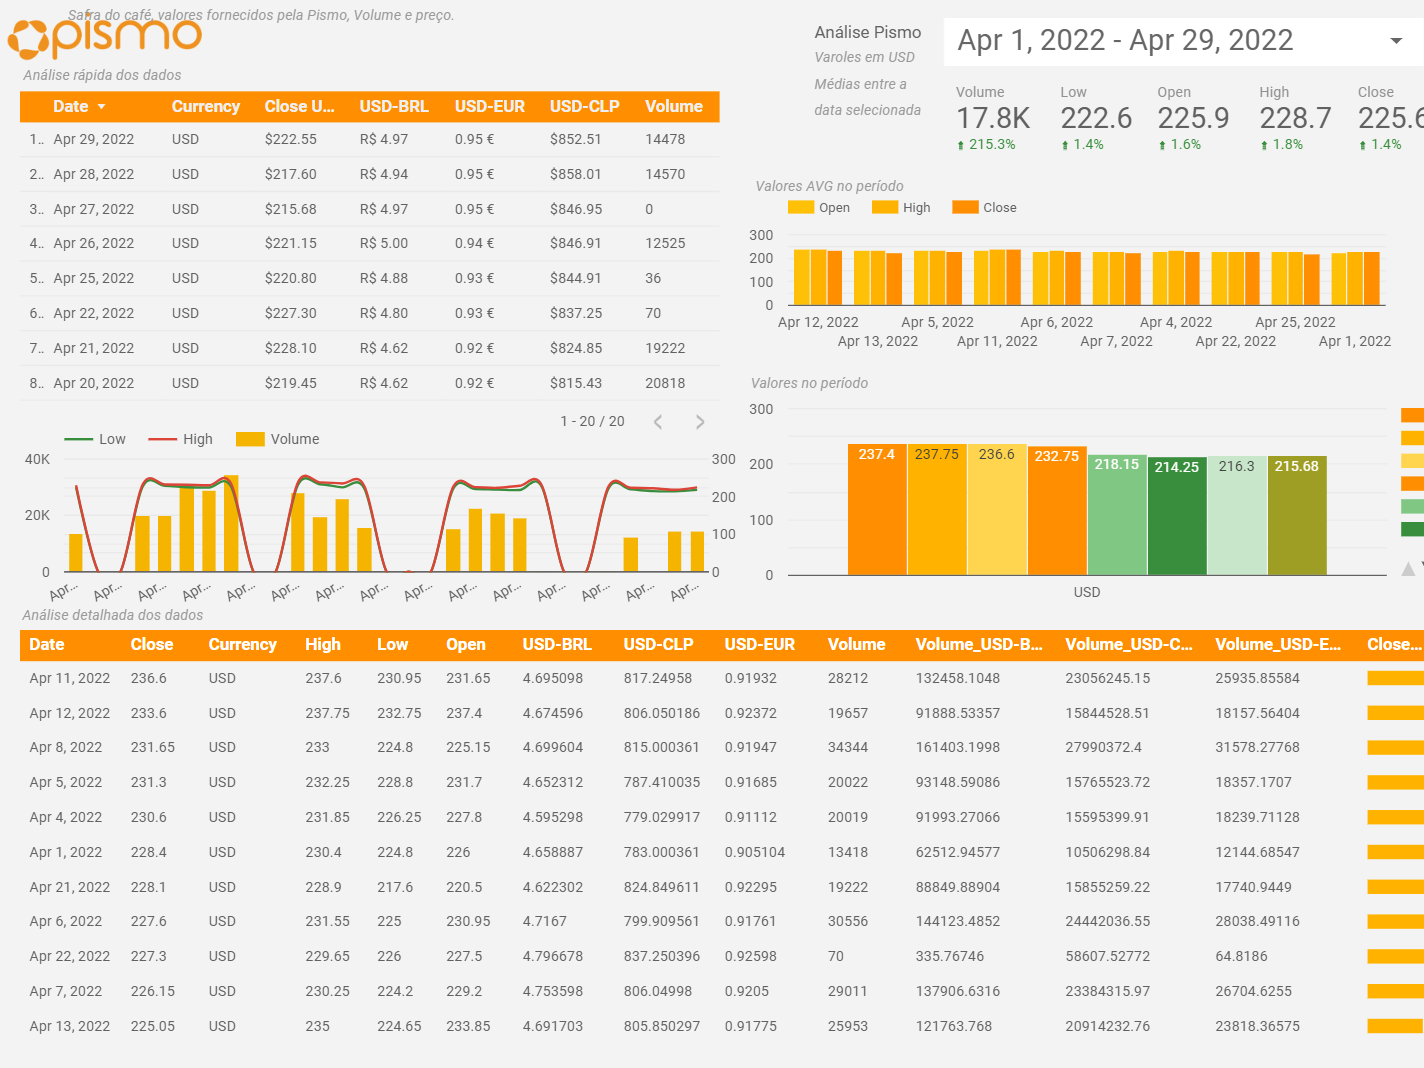 Safra do café, valores fornecidos pela Pismo, Volume e preço.
pismo
Análise rápida dos dados
Date Currency Close U... USD-BRL USD-EUR USD-CLP Volume
1.. Apr 29, 2022 USD $222.55 R$ 4.97 0.95 € $852.51 14478
2.. Apr 28, 2022 USD $217.60 R$ 4.94 0.95 € $858.01 14570
3.. Apr 27, 2022 USD $215.68 R$ 4.97 0.95 € $846.95 0
4.. Apr 26, 2022 USD $221.15 R$ 5.00 0.94 € $846.91 12525
5.. Apr 25, 2022 USD $220.80 R$ 4.88 0.93 € $844.91 36
6.. Apr 22, 2022 USD $227.30 R$ 4.80 0.93 € $837.25 70
7.. Apr 21, 2022 USD $228.10 R$ 4.62 0.92 € $824.85 19222
8.. Apr 20, 2022 USD $219.45 R$ 4.62 0.92 € $815.43 20818
1 - 20 / 20
Low High Volume
40K 300
200
20K
100
0 0
Apr... Apr... Apr... Apr... Apr... Apr... Apr... Apr... Apr... Apr... Apr... Apr... Apr... Apr... Apr...
Análise Pismo
Varoles em USD
Médias entre a
data selecionada
Apr 1, 2022 - Apr 29, 2022
Volume Low Open High Close
17.8K 222.6 225.9 228.7 225.6
215.3% 1.4% 1.6% 1.8% 1.4%
Valores AVG no período
Open High Close
300
200
100
0
Apr 12, 2022 Apr 5, 2022 Apr 6, 2022 Apr 4, 2022 Apr 25, 2022
Apr 13, 2022 Apr 11, 2022 Apr 7, 2022 Apr 22, 2022 Apr 1, 2022
Valores no período
300
200
100
0
237.4 237.75 236.6 232.75 218.15 214.25 216.3 215.68
USD
Análise detalhada dos dados
Date Close Currency High Low Open USD-BRL USD-CLP USD-EUR Volume Volume_USD-B... Volume_USD-C... Volume_USD-E... Close...
Apr 11, 2022 236.6 USD 237.6 230.95 231.65 4.695098 817.24958 0.91932 28212 132458.1048 23056245.15 25935.85584
Apr 12, 2022 233.6 USD 237.75 232.75 237.4 4.674596 806.050186 0.92372 19657 91888.53357 15844528.51 18157.56404
Apr 8, 2022 231.65 USD 233 224.8 225.15 4.699604 815.000361 0.91947 34344 161403.1998 27990372.4 31578.27768
Apr 5, 2022 231.3 USD 232.25 228.8 231.7 4.652312 787.410035 0.91685 20022 93148.59086 15765523.72 18357.1707
Apr 4, 2022 230.6 USD 231.85 226.25 227.8 4.595298 779.029917 0.91112 20019 91993.27066 15595399.91 18239.71128
Apr 1, 2022 228.4 USD 230.4 224.8 226 4.658887 783.000361 0.905104 13418 62512.94577 10506298.84 12144.68547
Apr 21, 2022 228.1 USD 228.9 217.6 220.5 4.622302 824.849611 0.92295 19222 88849.88904 15855259.22 17740.9449
Apr 6, 2022 227.6 USD 231.55 225 230.95 4.7167 799.909561 0.91761 30556 144123.4852 24442036.55 28038.49116
Apr 22, 2022 227.3 USD 229.65 226 227.5 4.796678 837.250396 0.92598 70 335.76746 58607.52772 64.8186
Apr 7, 2022 226.15 USD 230.25 224.2 229.2 4.753598 806.04998 0.9205 29011 137906.6316 23384315.97 26704.6255
Apr 13, 2022 225.05 USD 235 224.65 233.85 4.691703 805.850297 0.91775 25953 121763.768 20914232.76 23818.36575